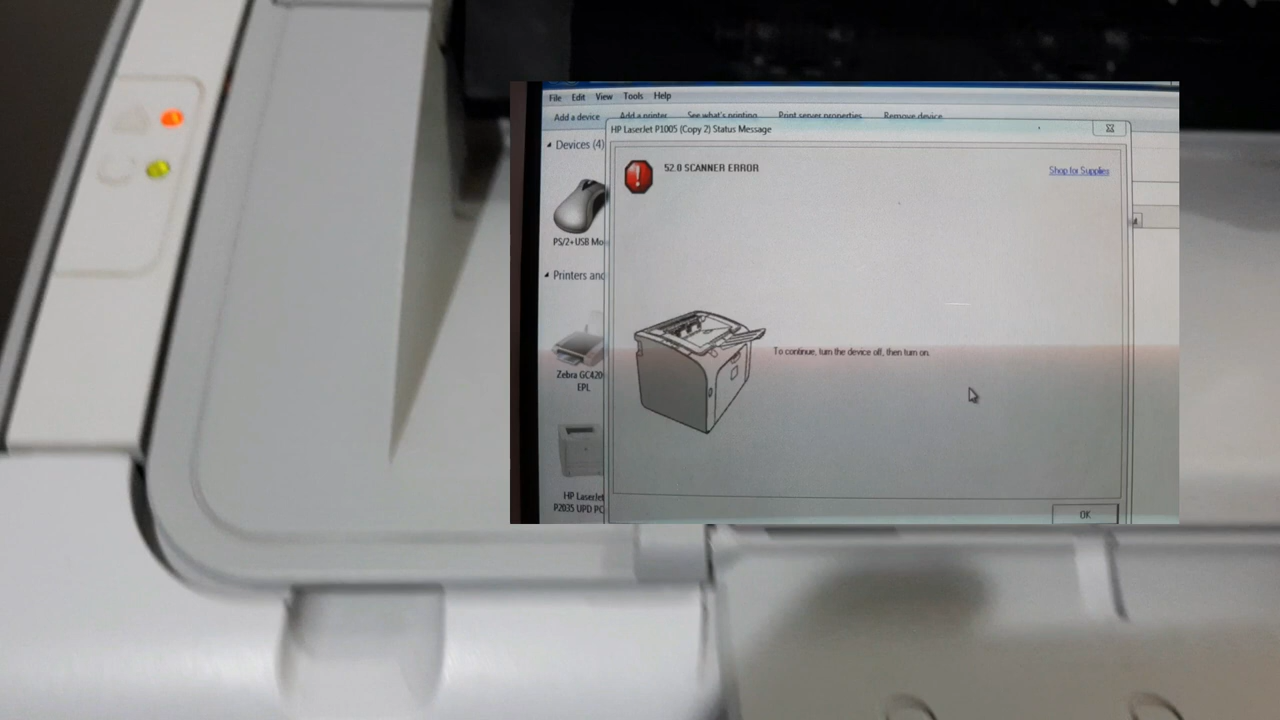 File Edit View Tools Help
Add a device Add a printer See what's printing Print server properties Remove device
HP LaserJet P1005 (Copy 2) Status Message
Devices (4)
52.0 SCANNER ERROR
Shop for Supplies
PS/2+USB Mo
Printers and
To continue, turn the device off, then turn on.
Zebra GC420
EPL
HP LaserJet
P2035 UPD PC
OK